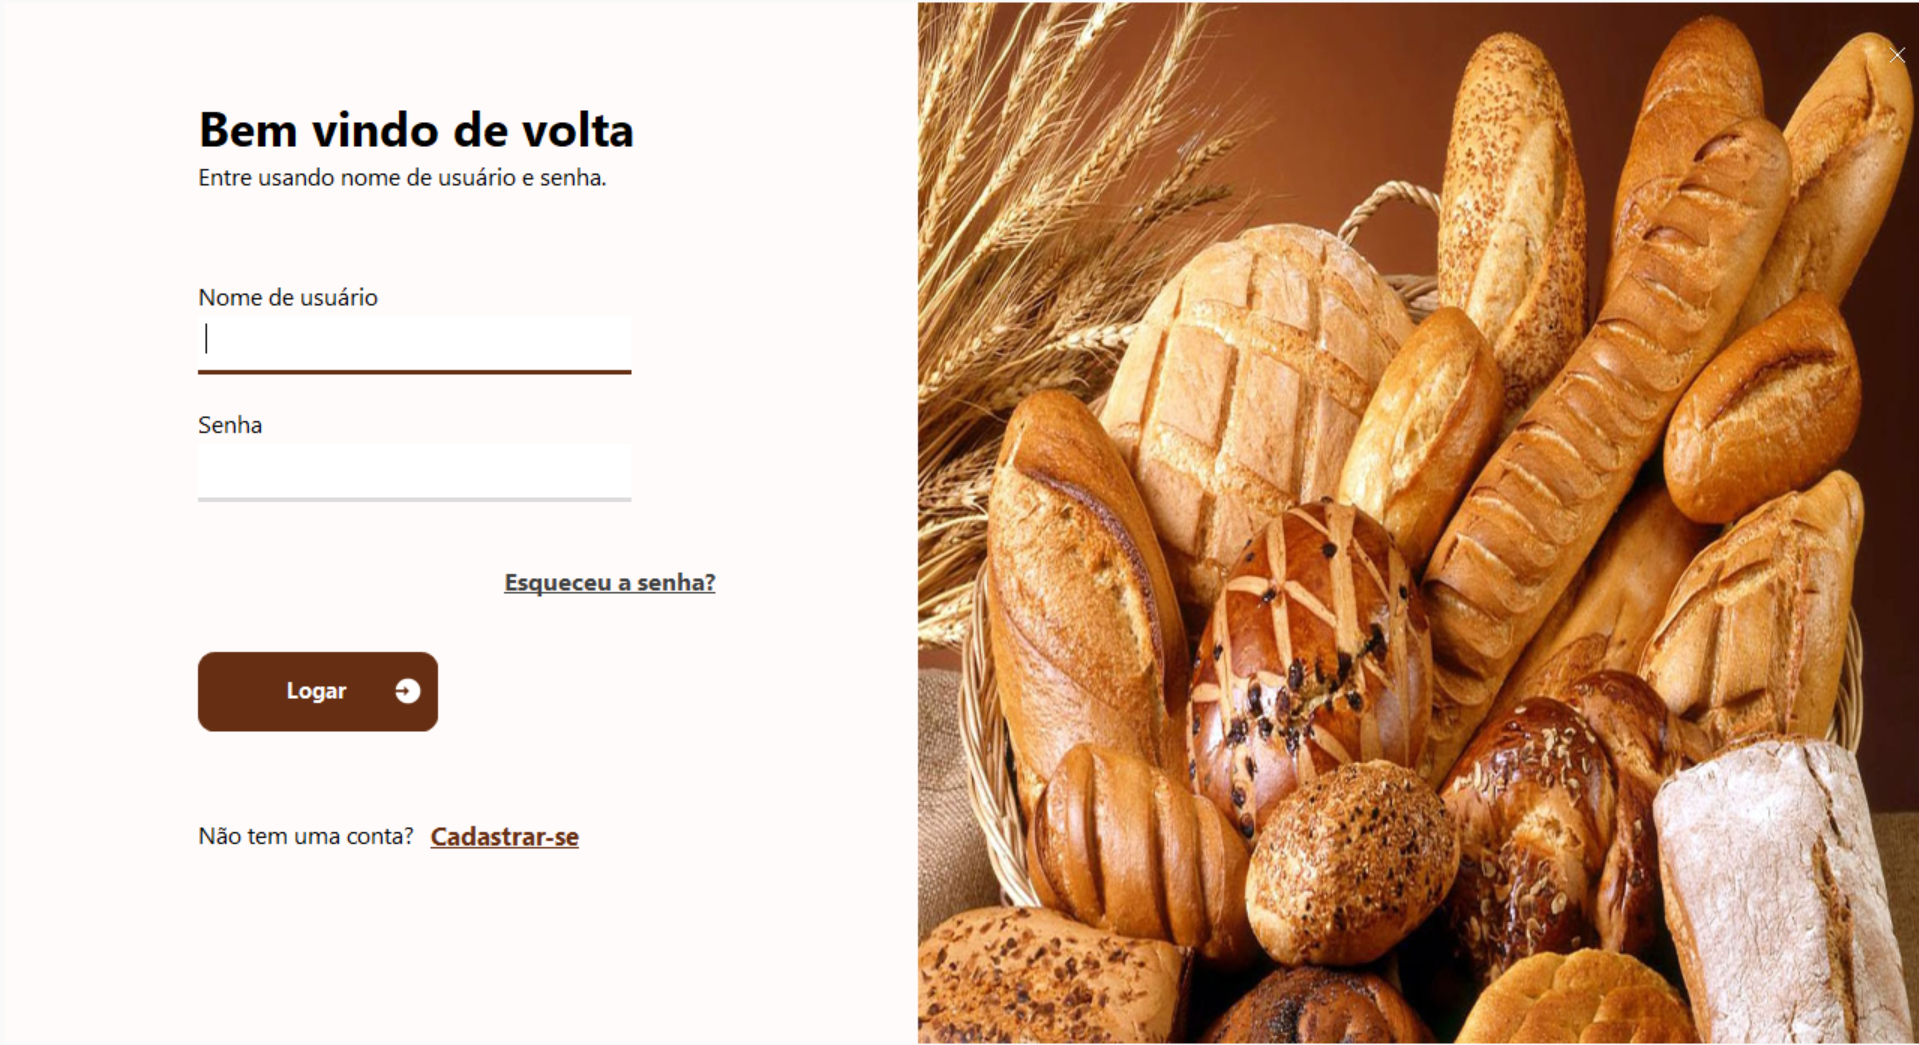 Bem vindo de volta
Entre usando nome de usuário e senha.
Nome de usuário
Senha
Esqueceu a senha?
Logar
Não tem uma conta? Cadastrar-se